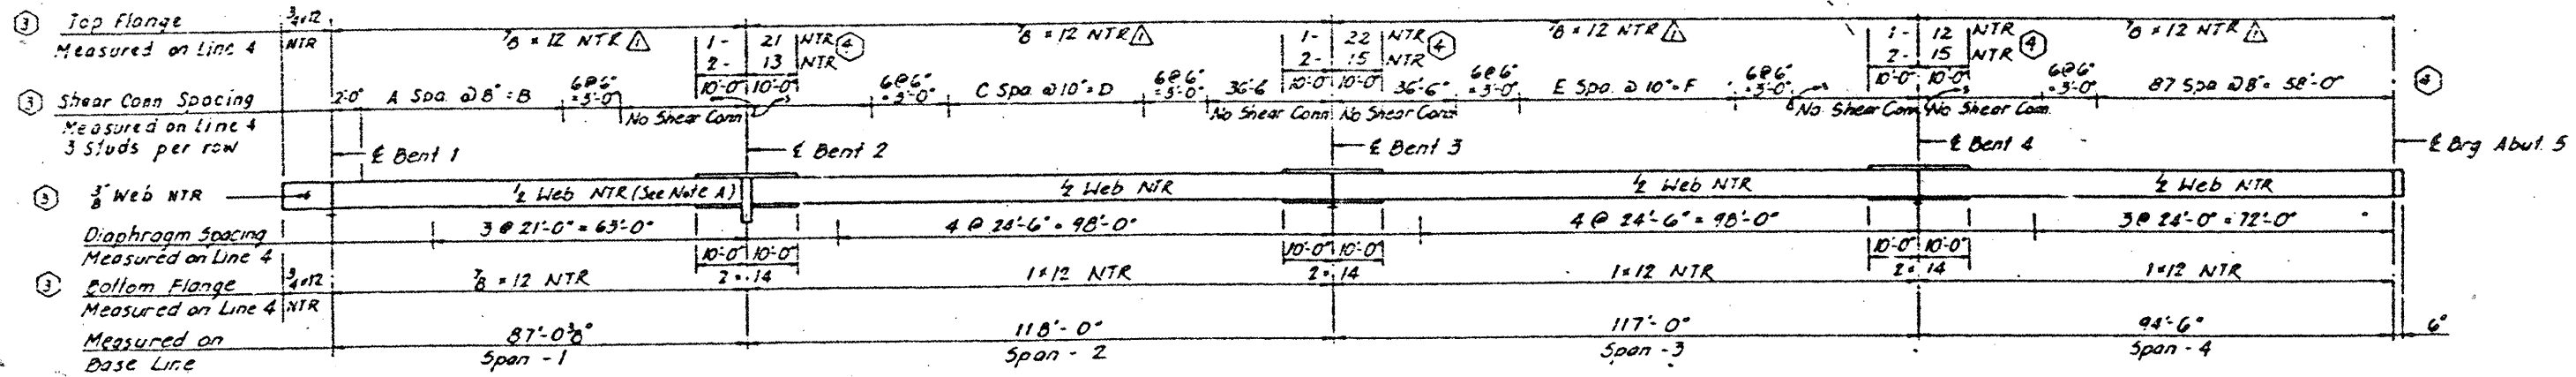 ③ Top Flange
Measured on Line 4
3/4x12
NTR
7/8 x 12 NTR △1
1- 21 NTR ④
2- 13 NTR
10'-0" 10'-0"
7/8 x 12 NTR △1
1- 22 NTR ④
2- 15 NTR
10'-0" 10'-0"
7/8 x 12 NTR △1
1- 12 NTR ④
2- 15 NTR
10'-0" 10'-0"
7/8 x 12 NTR △1
③ Shear Conn Spacing
Measured on Line 4
3 Studs per row
2'-0" A Spa. @ 8" = B
6@6"
= 3'-0"
No Shear Conn
6@6"
= 3'-0"
C Spa @ 10" = D
6@6"
= 3'-0"
36'-6
No Shear Conn
36'-6"
No Shear Conn
6@6"
= 3'-0"
E Spa. @ 10" = F
6@6"
= 3'-0"
No Shear Conn
No Shear Conn.
6@6"
= 3'-0"
87 Spa @ 8" = 58'-0"
④
℄ Bent 1
℄ Bent 2
℄ Bent 3
℄ Bent 4
℄ Brg Abut. 5
③ 3/8" Web NTR
1/2 Web NTR (See Note A)
1/2 Web NTR
1/2 Web NTR
1/2 Web NTR
Diaphragm Spacing
Measured on Line 4
3 @ 21'-0" = 63'-0"
4 @ 24'-6" = 98'-0"
4 @ 24'-6" = 98'-0"
3 @ 24'-0" = 72'-0"
10'-0" 10'-0"
10'-0" 10'-0"
10'-0" 10'-0"
③ Bottom Flange
Measured on Line 4
3/4x12
NTR
7/8 x 12 NTR
2 x 14
1x12 NTR
2 x 14
1x12 NTR
2 x 14
1x12 NTR
Measured on
Base Line
87'-0 3/8"
Span - 1
118'-0"
Span - 2
117'-0"
Span - 3
94'-6"
Span - 4
6"